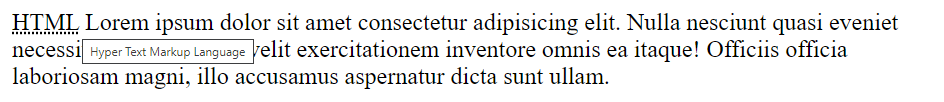 HTML Lorem ipsum dolor sit amet consectetur adipisicing elit. Nulla nesciunt quasi eveniet
necessi Hyper Text Markup Language velit exercitationem inventore omnis ea itaque! Officiis officia
laboriosam magni, illo accusamus aspernatur dicta sunt ullam.